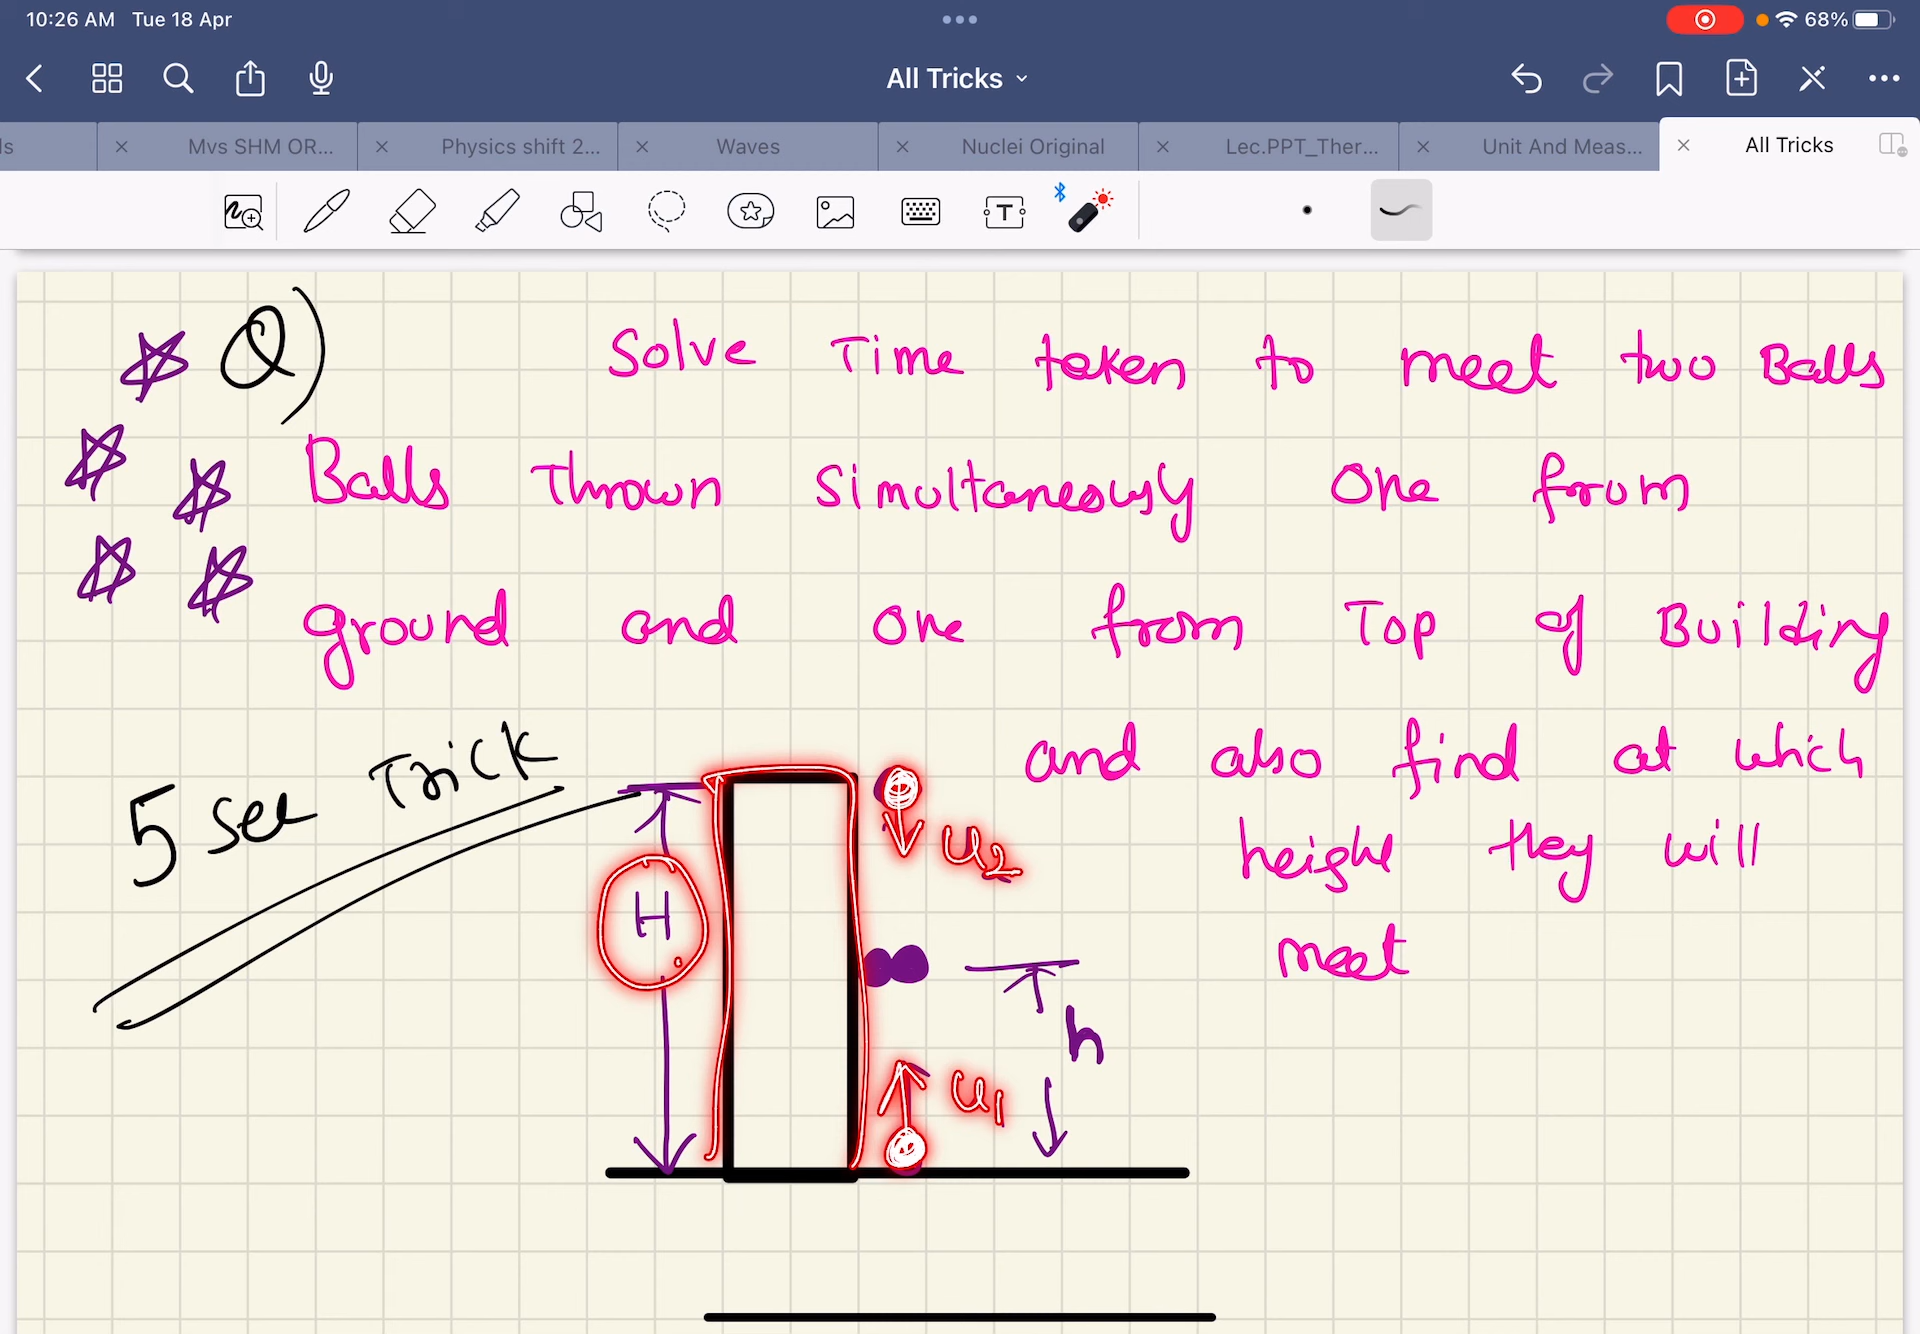 10:26 AM Tue 18 Apr
68%
All Tricks
ls
Mvs SHM OR...
Physics shift 2...
Waves
Nuclei Original
Lec.PPT_Ther...
Unit And Meas...
All Tricks
Q) Solve Time taken to meet two Balls
Balls Thrown Simultaneously One from
ground and one from Top of Building
and also find at which
height they will
meet
5 sec Trick
H
u2
h
u1